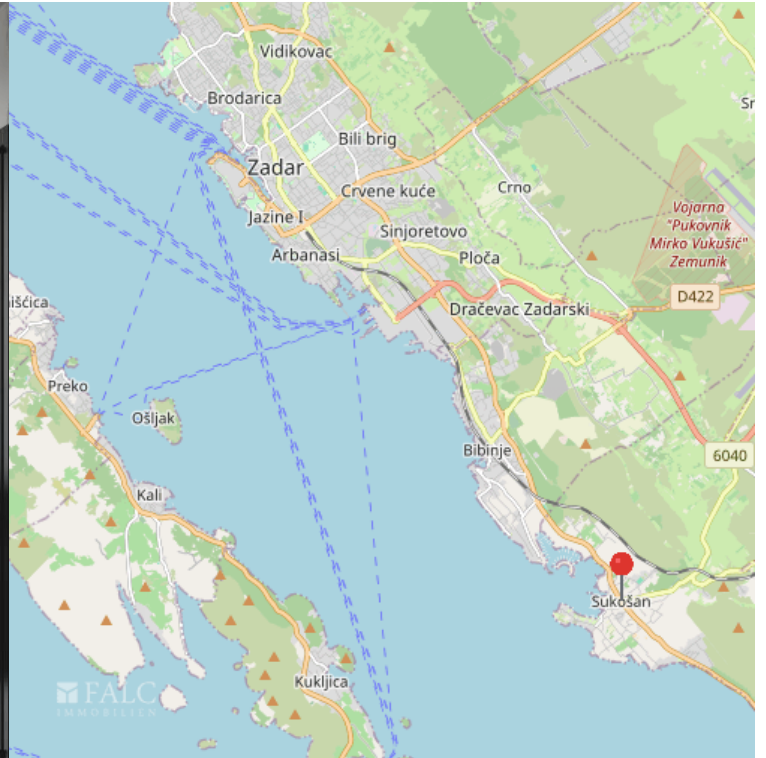 Vidikovac
Brodarica
Bili brig
Zadar
Crvene kuće
Crno
Jazine I
Sinjoretovo
Arbanasi
Ploča
Vojarna
"Pukovnik
Mirko Vukušić"
Zemunik
D422
Dračevac Zadarski
Preko
Ošljak
Bibinje
6040
Kali
Sukošan
Kukljica
FALC
IMMOBILIEN